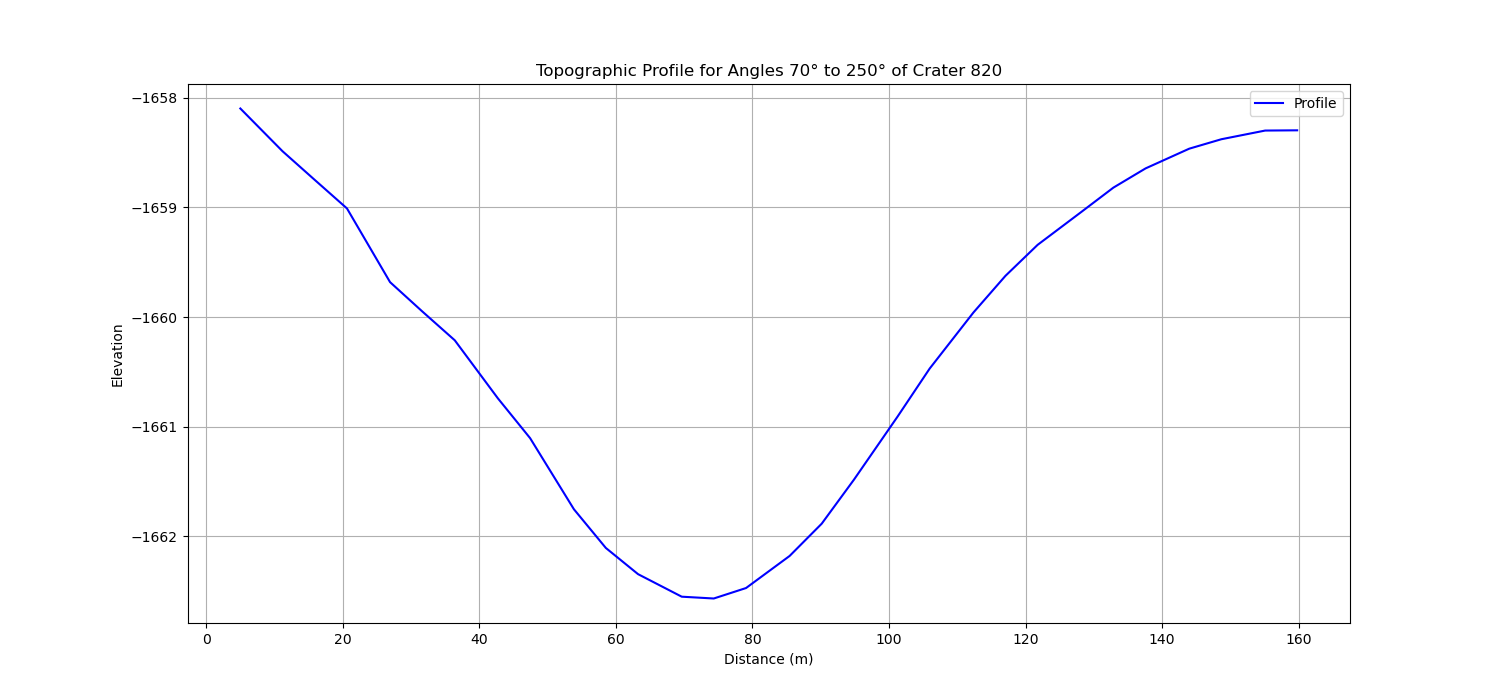 Topographic Profile for Angles 70° to 250° of Crater 820
Profile
−1658
−1659
−1660
−1661
−1662
Elevation
0 20 40 60 80 100 120 140 160
Distance (m)